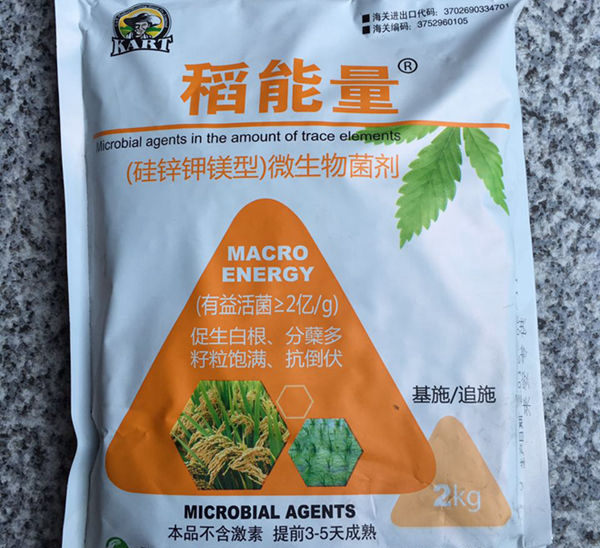 KART
海关进出口代码：3702690334701
海关编码：3752960105
稻能量®
Microbial agents in the amount of trace elements
(硅锌钾镁型)微生物菌剂
MACRO
ENERGY
(有益活菌≥2亿/g)
促生白根、分蘖多
籽粒饱满、抗倒伏
基施/追施
2kg
MICROBIAL AGENTS
本品不含激素 提前3-5天成熟